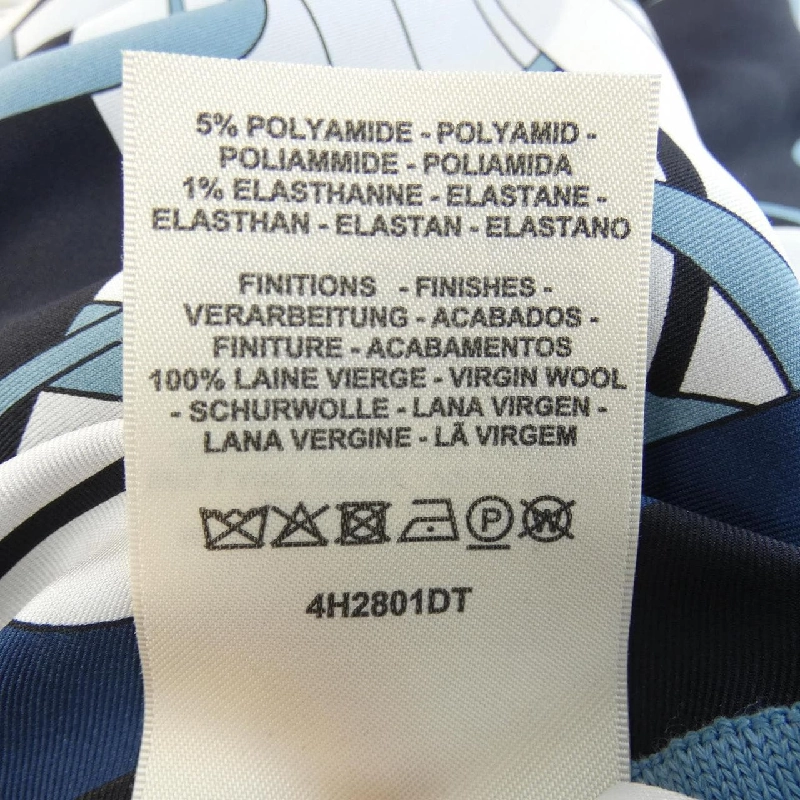 5% POLYAMIDE - POLYAMID -
POLIAMMIDE - POLIAMIDA
1% ELASTHANNE - ELASTANE -
ELASTHAN - ELASTAN - ELASTANO
FINITIONS - FINISHES -
VERARBEITUNG - ACABADOS -
FINITURE - ACABAMENTOS
100% LAINE VIERGE - VIRGIN WOOL
- SCHURWOLLE - LANA VIRGEN -
LANA VERGINE - LÃ VIRGEM
P W
4H2801DT